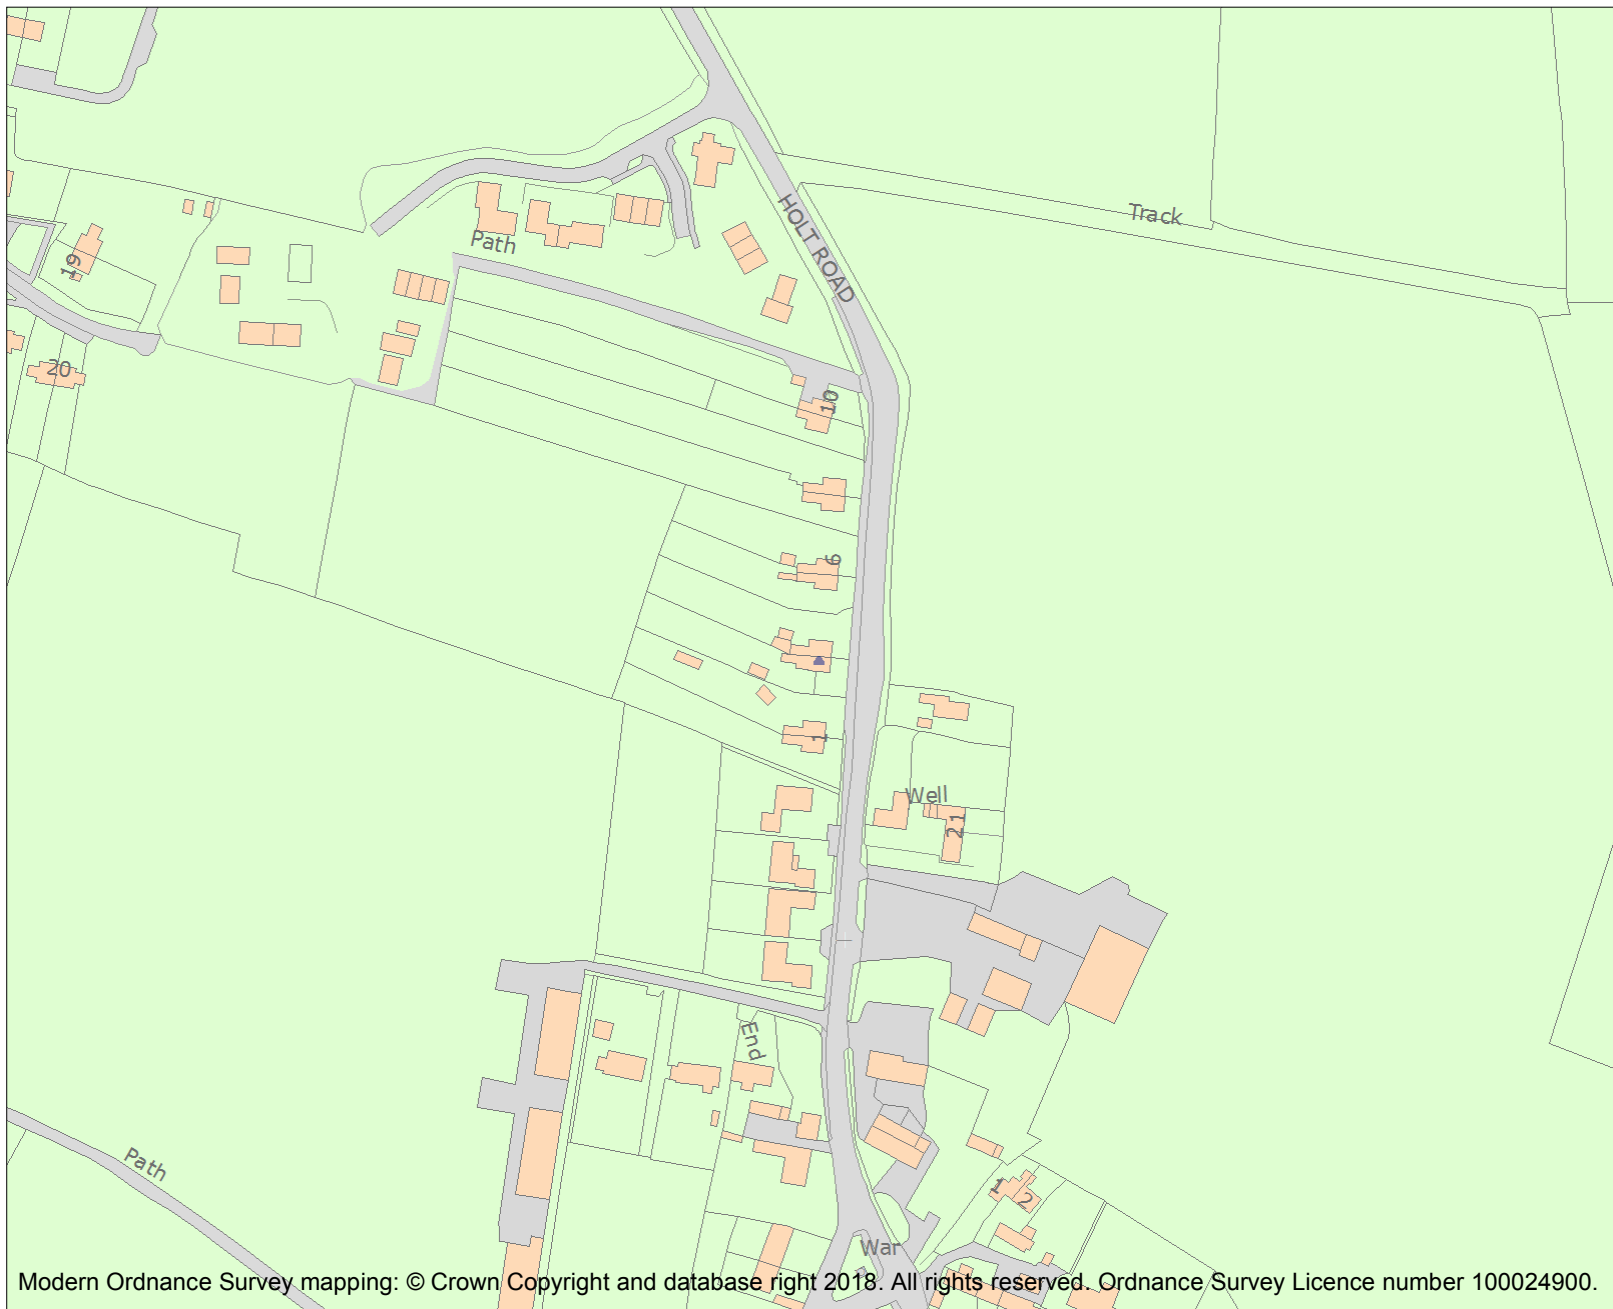 Track
HOLT ROAD
Path
19
20
10
6
1
Well
21
End
Path
1
2
War
Modern Ordnance Survey mapping: © Crown Copyright and database right 2018. All rights reserved. Ordnance Survey Licence number 100024900.